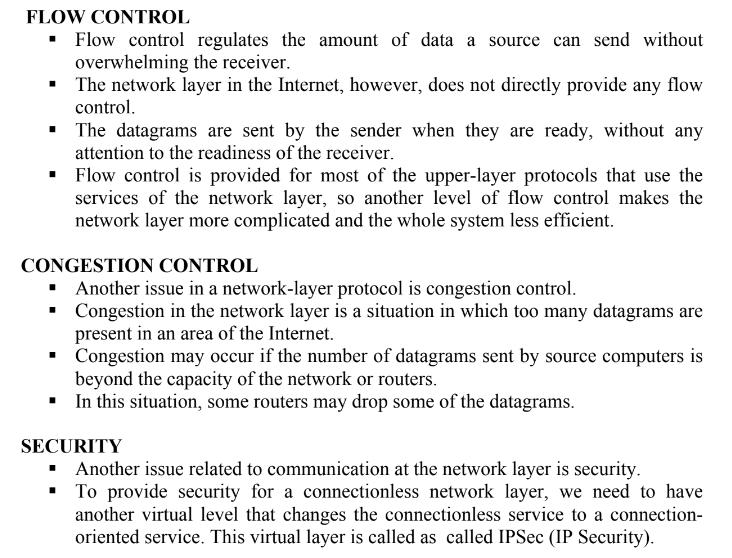 FLOW CONTROL
▪ Flow control regulates the amount of data a source can send without
overwhelming the receiver.
▪ The network layer in the Internet, however, does not directly provide any flow
control.
▪ The datagrams are sent by the sender when they are ready, without any
attention to the readiness of the receiver.
▪ Flow control is provided for most of the upper-layer protocols that use the
services of the network layer, so another level of flow control makes the
network layer more complicated and the whole system less efficient.
CONGESTION CONTROL
▪ Another issue in a network-layer protocol is congestion control.
▪ Congestion in the network layer is a situation in which too many datagrams are
present in an area of the Internet.
▪ Congestion may occur if the number of datagrams sent by source computers is
beyond the capacity of the network or routers.
▪ In this situation, some routers may drop some of the datagrams.
SECURITY
▪ Another issue related to communication at the network layer is security.
▪ To provide security for a connectionless network layer, we need to have
another virtual level that changes the connectionless service to a connection-
oriented service. This virtual layer is called as called IPSec (IP Security).